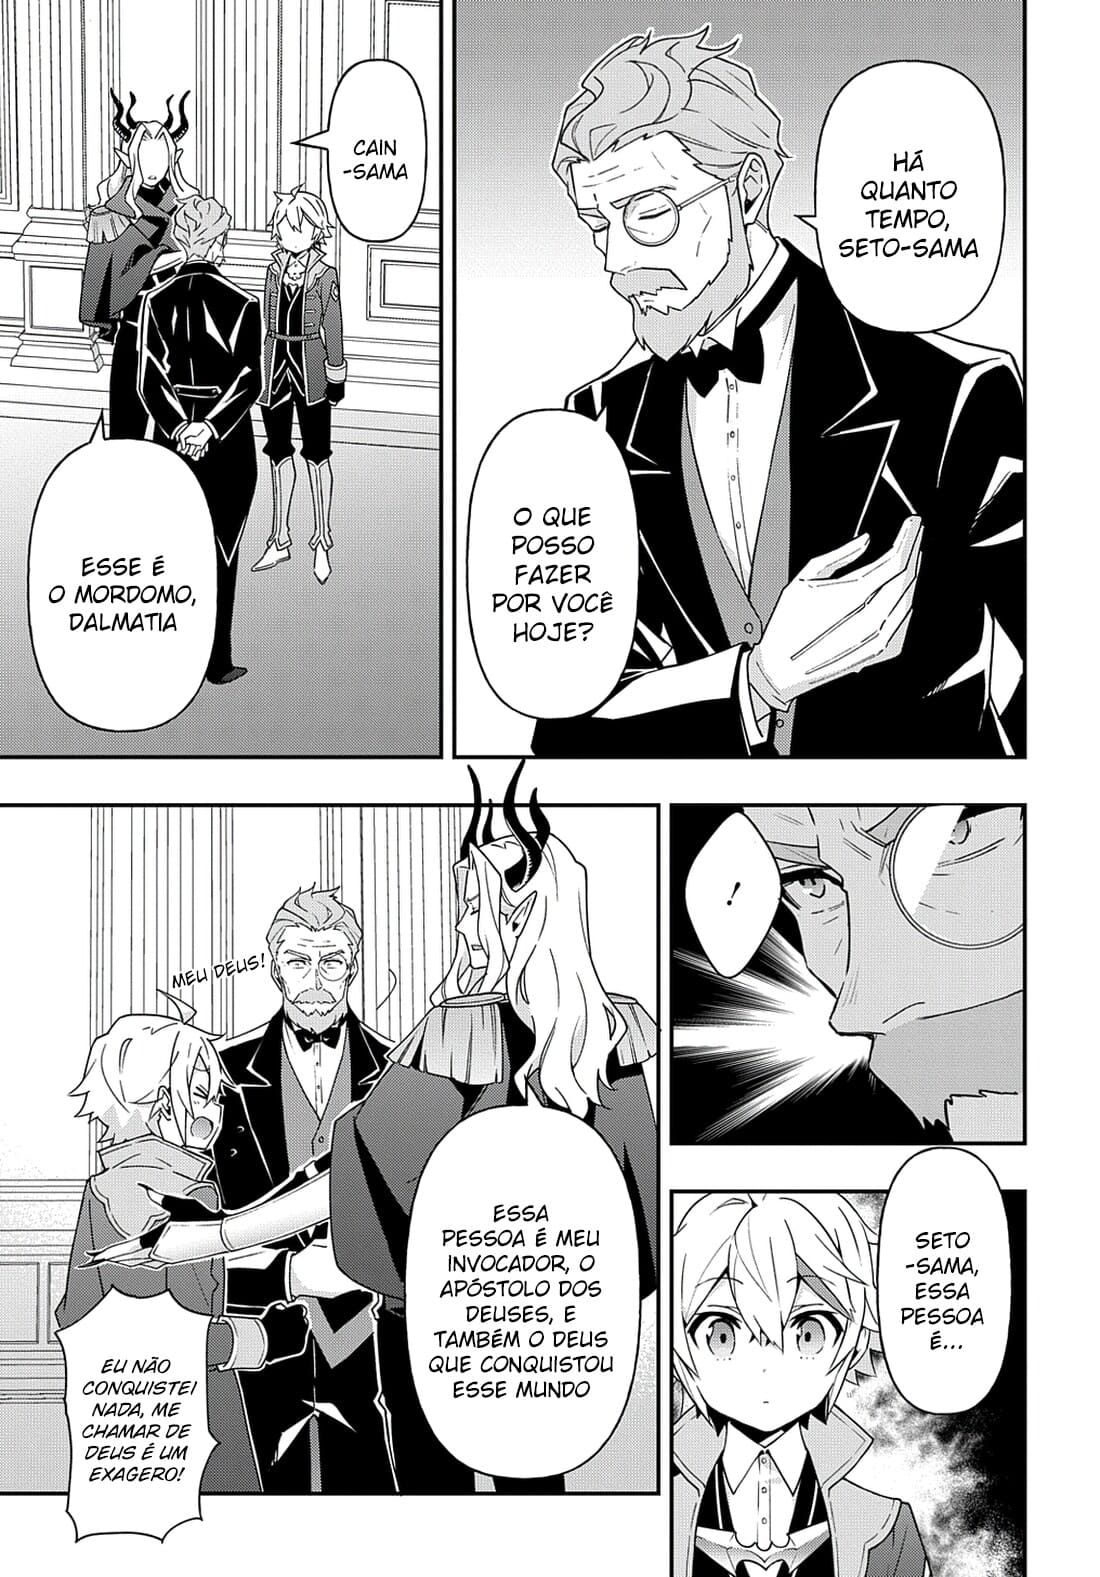 HÁ
QUANTO
TEMPO,
SETO-SAMA
O QUE
POSSO
FAZER
POR VOCÊ
HOJE?
CAIN
-SAMA
ESSE É
O MORDOMO,
DALMATIA
!
SETO
-SAMA,
ESSA
PESSOA
É...
ESSA
PESSOA É MEU
INVOCADOR, O
APÓSTOLO DOS
DEUSES, E
TAMBÉM O DEUS
QUE CONQUISTOU
ESSE MUNDO
MEU DEUS!
EU NÃO
CONQUISTEI
NADA, ME
CHAMAR DE
DEUS É UM
EXAGERO!